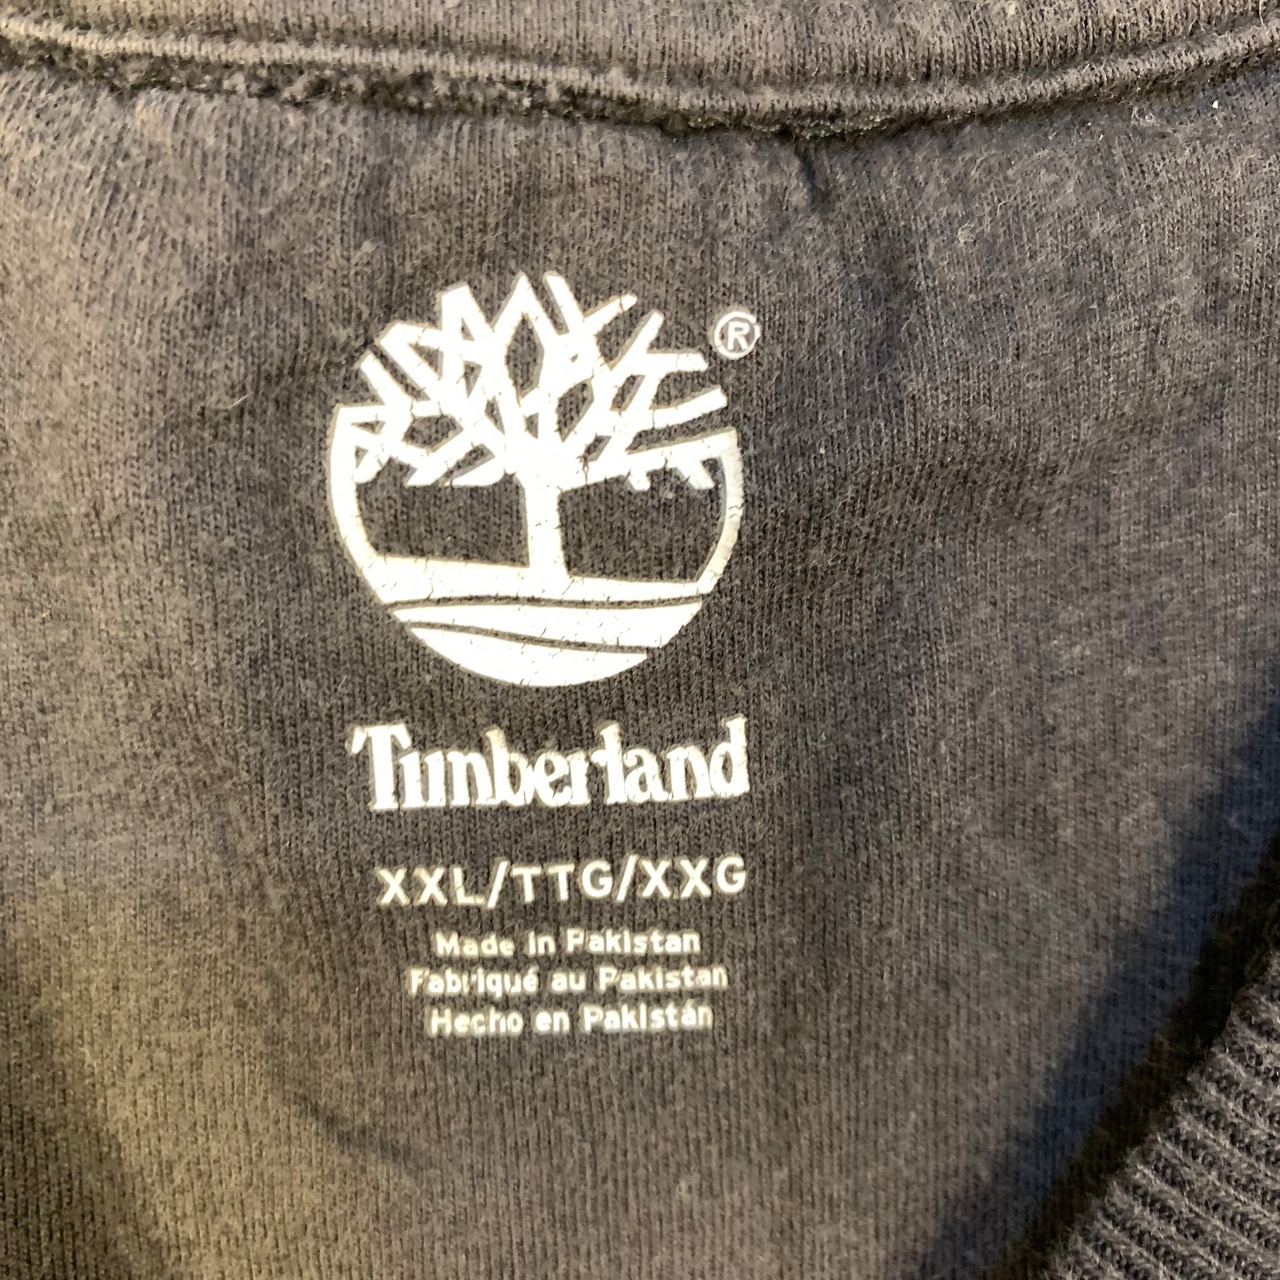 ®
Timberland
XXL/TTG/XXG
Made in Pakistan
Fabriqué au Pakistan
Hecho en Pakistán